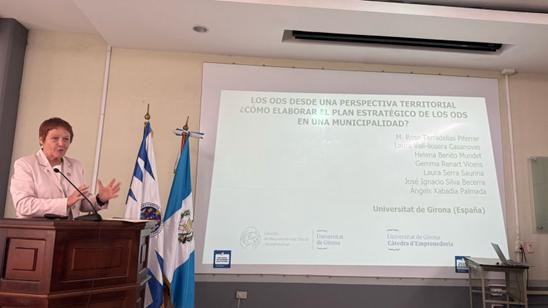 LOS ODS DESDE UNA PERSPECTIVA TERRITORIAL
¿CÓMO ELABORAR EL PLAN ESTRATÉGICO DE LOS ODS
EN UNA MUNICIPALIDAD?
M. Rosa Terradellas Piferrer
Laura Vall-llosera Casanovas
Helena Benito Mundet
Gemma Renart Vicens
Laura Serra Saurina
José Ignacio Silva Becerra
Àngels Xabadia Palmada
Universitat de Girona (España)
Universitat
de Girona
Universitat de Girona
Càtedra d'Emprenedoria